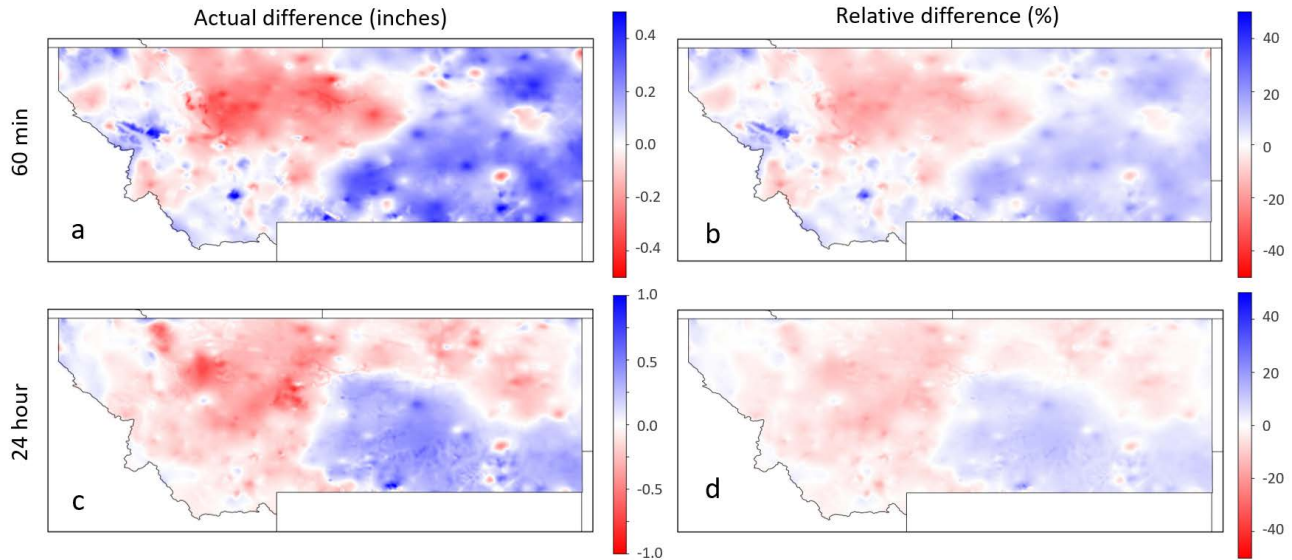 Actual difference (inches)
Relative difference (%)
60 min
a
0.4
0.2
0.0
-0.2
-0.4
b
40
20
0
-20
-40
24 hour
c
1.0
0.5
0.0
-0.5
-1.0
d
40
20
0
-20
-40